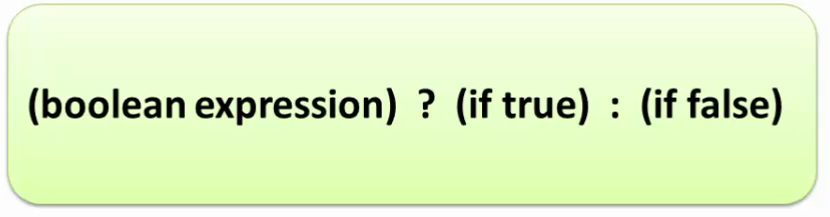 (boolean expression) ? (if true) : (if false)